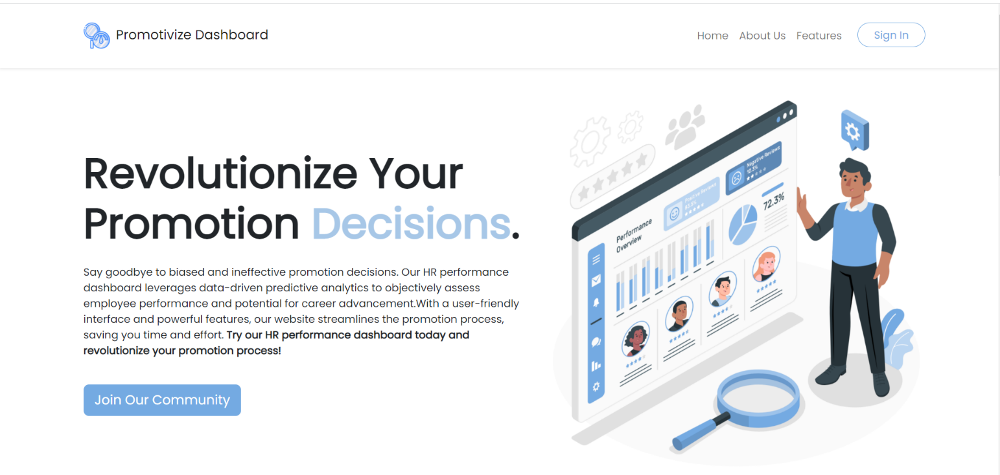 Promotivize Dashboard
Home About Us Features Sign In
Revolutionize Your
Promotion Decisions.
Say goodbye to biased and ineffective promotion decisions. Our HR performance
dashboard leverages data-driven predictive analytics to objectively assess
employee performance and potential for career advancement.With a user-friendly
interface and powerful features, our website streamlines the promotion process,
saving you time and effort. Try our HR performance dashboard today and
revolutionize your promotion process!
Join Our Community
Performance
Overview
Positive Reviews
Negative Reviews
10.3%
72.3%